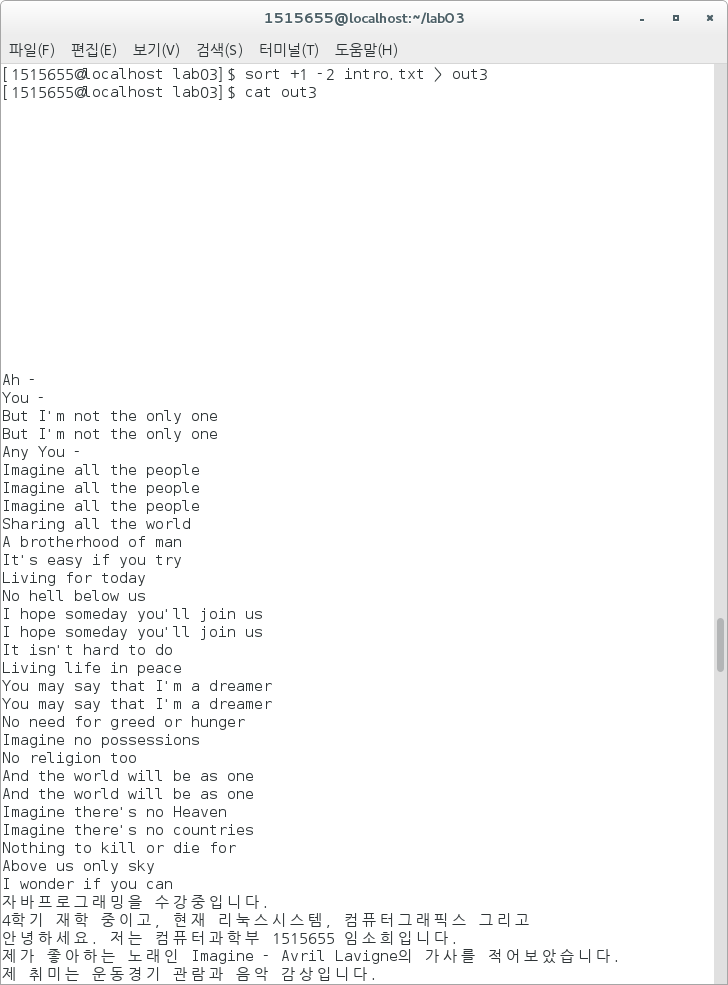 1515655@localhost:~/lab03
파일(F) 편집(E) 보기(V) 검색(S) 터미널(T) 도움말(H)
[1515655@localhost lab03]$ sort +1 -2 intro.txt > out3
[1515655@localhost lab03]$ cat out3
Ah -
You -
But I'm not the only one
But I'm not the only one
Any You -
Imagine all the people
Imagine all the people
Imagine all the people
Sharing all the world
A brotherhood of man
It's easy if you try
Living for today
No hell below us
I hope someday you'll join us
I hope someday you'll join us
It isn't hard to do
Living life in peace
You may say that I'm a dreamer
You may say that I'm a dreamer
No need for greed or hunger
Imagine no possessions
No religion too
And the world will be as one
And the world will be as one
Imagine there's no Heaven
Imagine there's no countries
Nothing to kill or die for
Above us only sky
I wonder if you can
자바프로그래밍을 수강중입니다.
4학기 재학 중이고, 현재 리눅스시스템, 컴퓨터그래픽스 그리고
안녕하세요. 저는 컴퓨터과학부 1515655 임소희입니다.
제가 좋아하는 노래인 Imagine - Avril Lavigne의 가사를 적어보았습니다.
제 취미는 운동경기 관람과 음악 감상입니다.